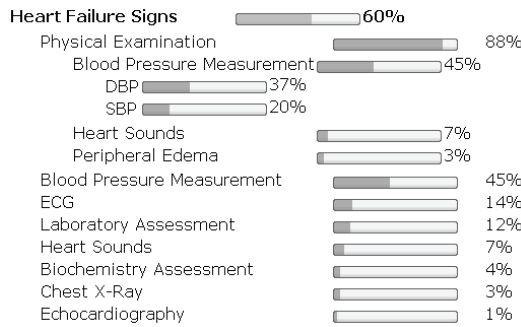 Heart Failure Signs 60%
Physical Examination 88%
Blood Pressure Measurement 45%
DBP 37%
SBP 20%
Heart Sounds 7%
Peripheral Edema 3%
Blood Pressure Measurement 45%
ECG 14%
Laboratory Assessment 12%
Heart Sounds 7%
Biochemistry Assessment 4%
Chest X-Ray 3%
Echocardiography 1%